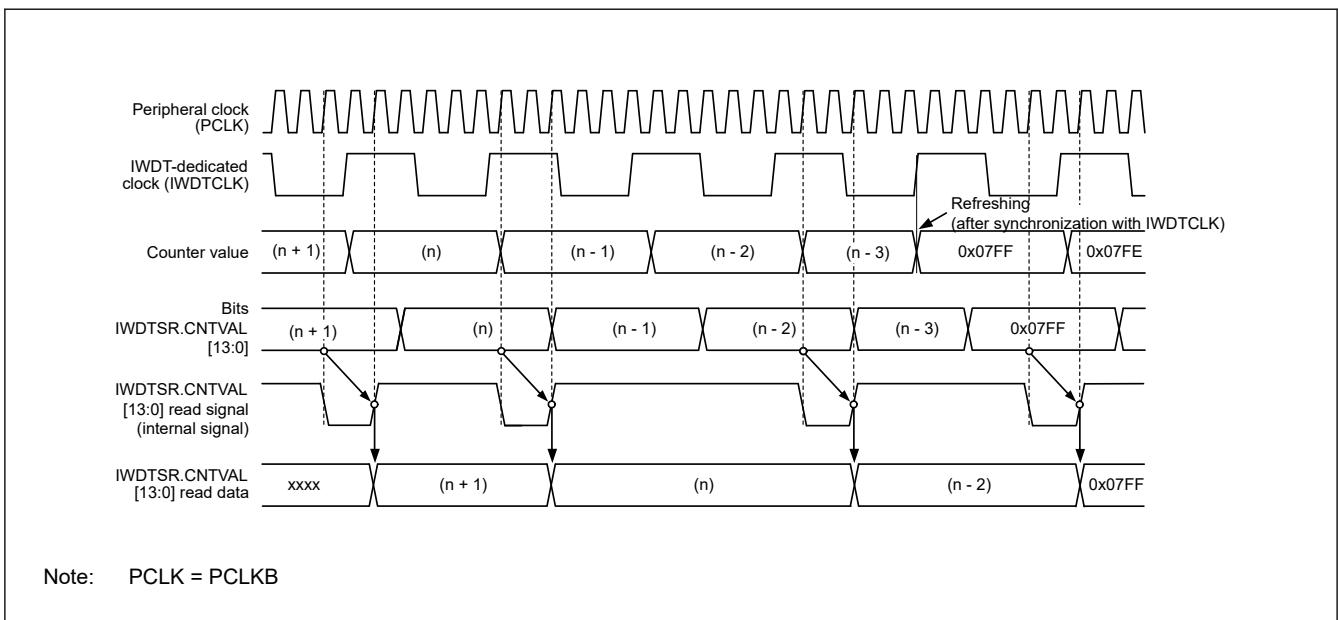 Peripheral clock
(PCLK)
IWDT-dedicated
clock (IWDTCLK)
Refreshing
(after synchronization with IWDTCLK)
Counter value (n + 1) (n) (n - 1) (n - 2) (n - 3) 0x07FF 0x07FE
Bits
IWDTSR.CNTVAL
[13:0]
(n + 1) (n) (n - 1) (n - 2) (n - 3) 0x07FF
IWDTSR.CNTVAL
[13:0] read signal
(internal signal)
IWDTSR.CNTVAL
[13:0] read data
xxxx (n + 1) (n) (n - 2) 0x07FF
Note: PCLK = PCLKB